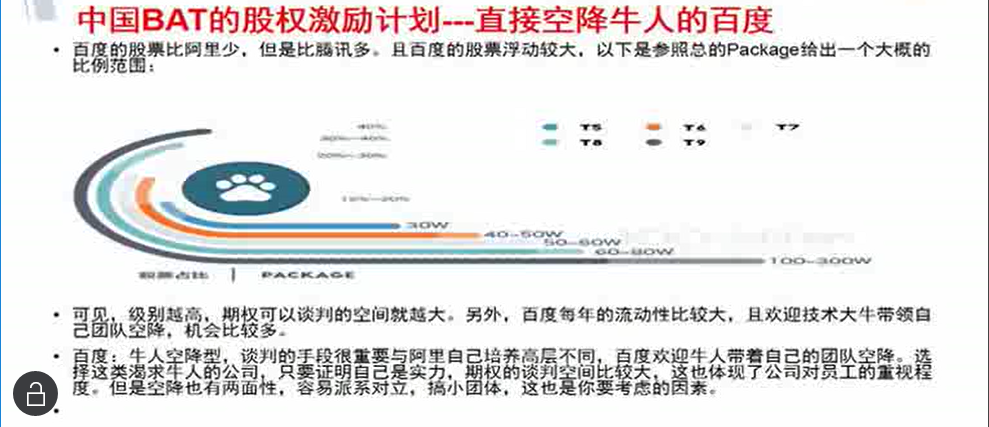 中国BAT的股权激励计划---直接空降牛人的百度
• 百度的股票比阿里少，但是比腾讯多。且百度的股票浮动较大，以下是参照总的Package给出一个大概的
比例范围：
40%
30%--40%
20%--30%
15%--20%
T5 T6 T7
T8 T9
30W
40-50W
50-60W
60-80W
100-300W
股票占比 | PACKAGE
• 可见，级别越高，期权可以谈判的空间就越大。另外，百度每年的流动性比较大，且欢迎技术大牛带领自
己团队空降，机会比较多。
• 百度：牛人空降型，谈判的手段很重要与阿里自己培养高层不同，百度欢迎牛人带着自己的团队空降。选
择这类渴求牛人的公司，只要证明自己是实力，期权的谈判空间比较大，这也体现了公司对员工的重视程
度。但是空降也有两面性，容易派系对立，搞小团体，这也是你要考虑的因素。